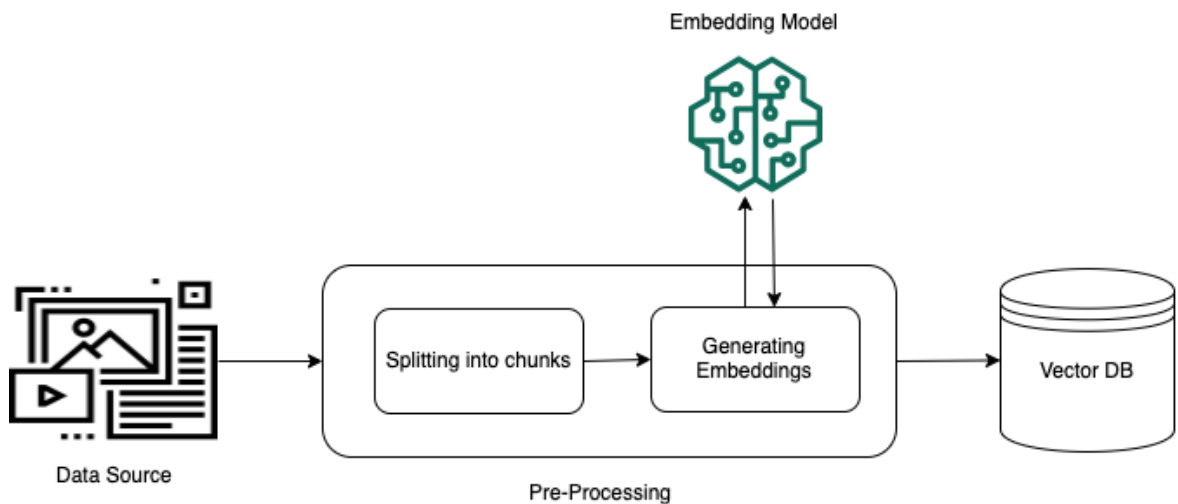 Embedding Model
Splitting into chunks
Generating
Embeddings
Vector DB
Data Source
Pre-Processing